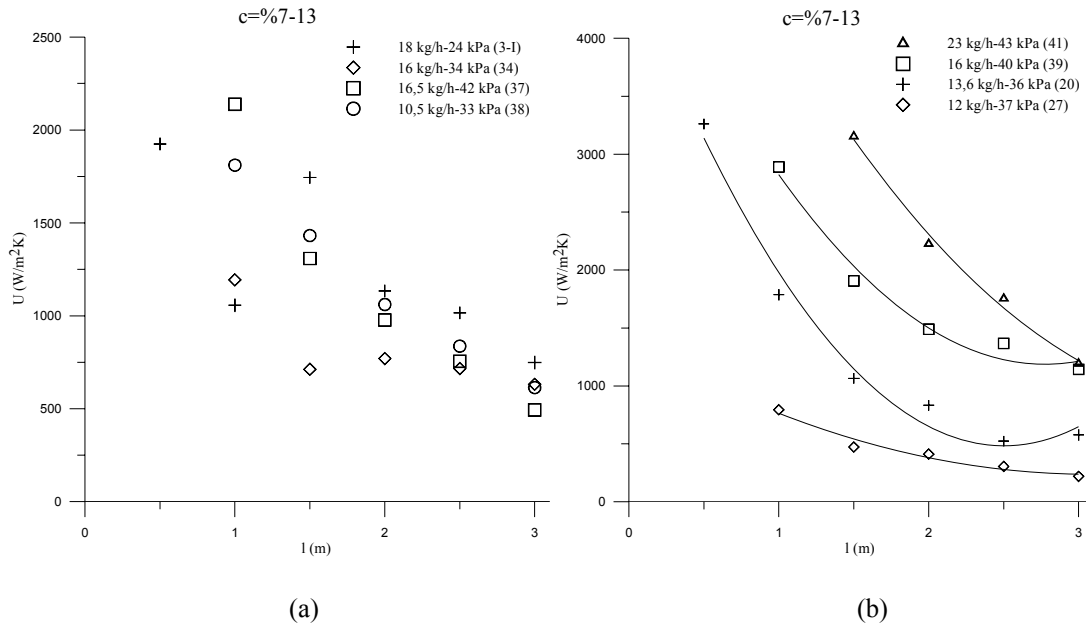 c=%7-13
2500
2000
1500
1000
500
0
U (W/m²K)
18 kg/h-24 kPa (3-I)
16 kg/h-34 kPa (34)
16,5 kg/h-42 kPa (37)
10,5 kg/h-33 kPa (38)
0 1 2 3
l (m)
(a)
c=%7-13
4000
3000
2000
1000
0
U (W/m²K)
23 kg/h-43 kPa (41)
16 kg/h-40 kPa (39)
13,6 kg/h-36 kPa (20)
12 kg/h-37 kPa (27)
0 1 2 3
l (m)
(b)